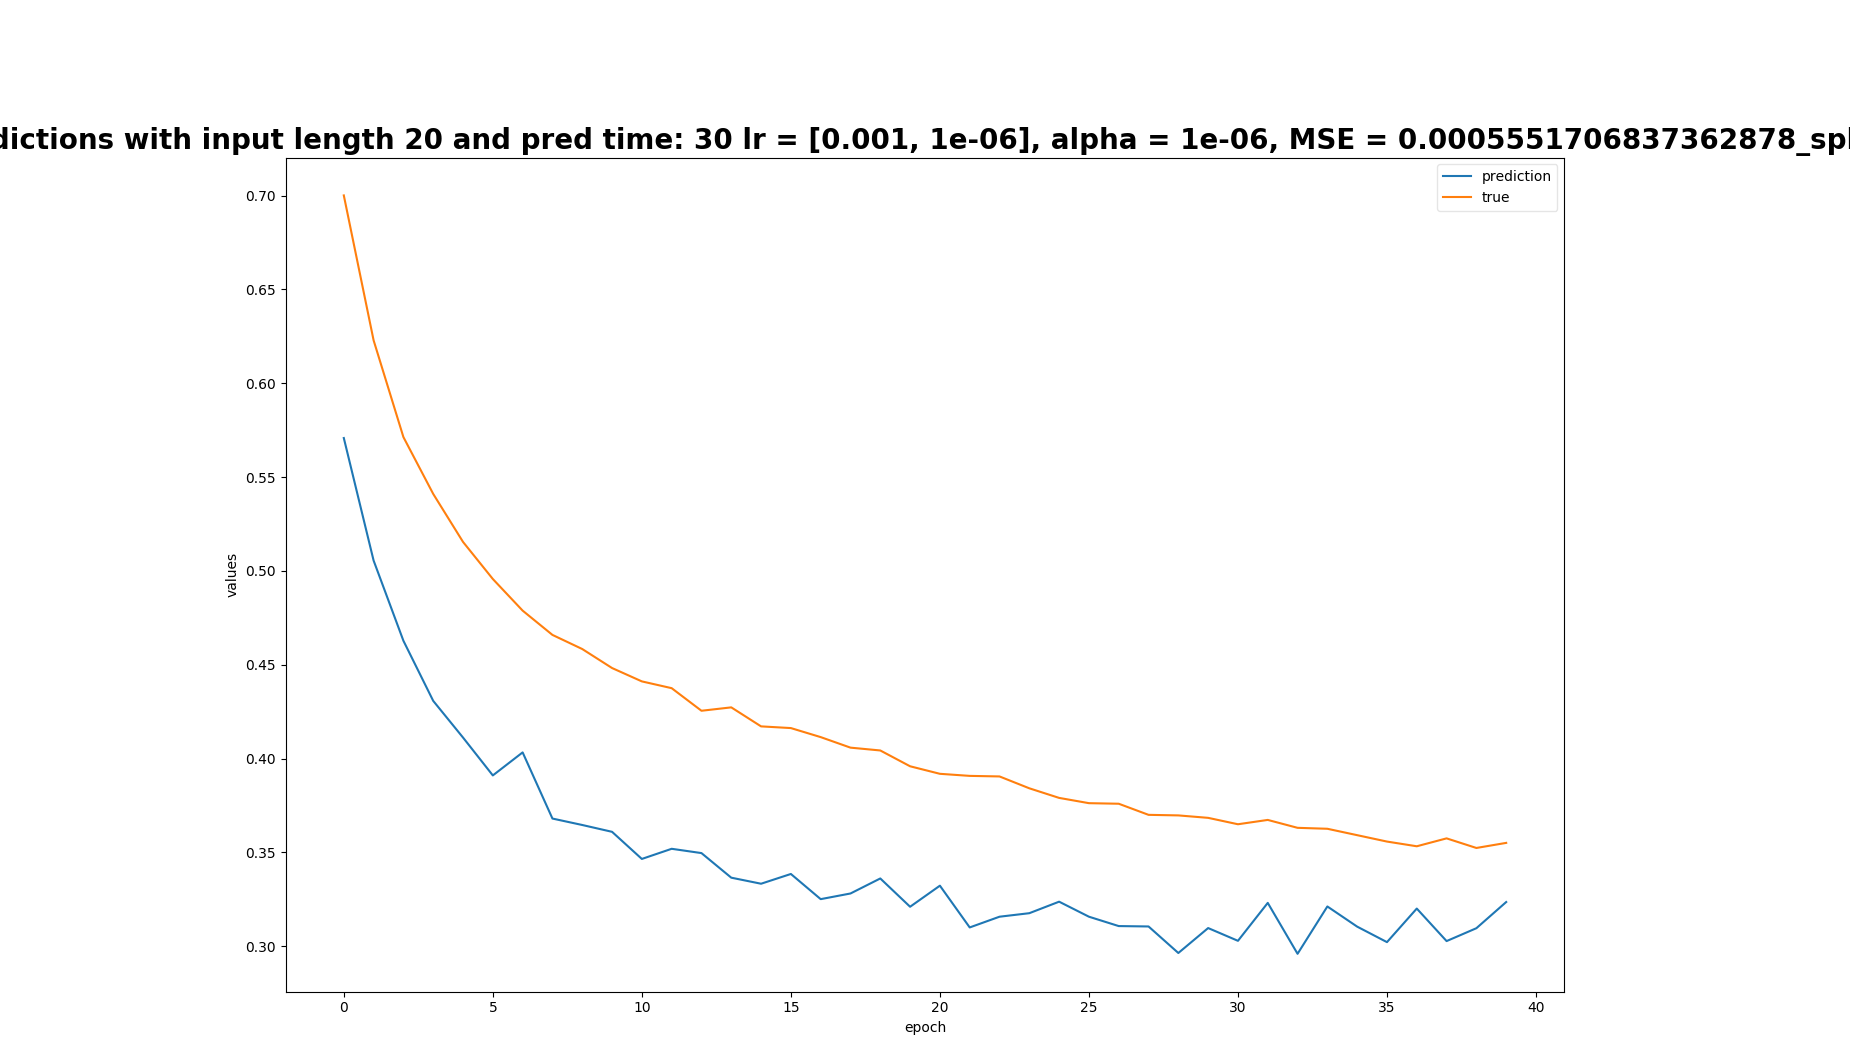 with input length 20 and pred time: 30 lr = [0.001, 1e-06], alpha = 1e-06, MSE = 0.0005551706837362878_spl
prediction
true
0.70
0.65
0.60
0.55
0.50
0.45
0.40
0.35
0.30
values
0 5 10 15 20 25 30 35 40
epoch